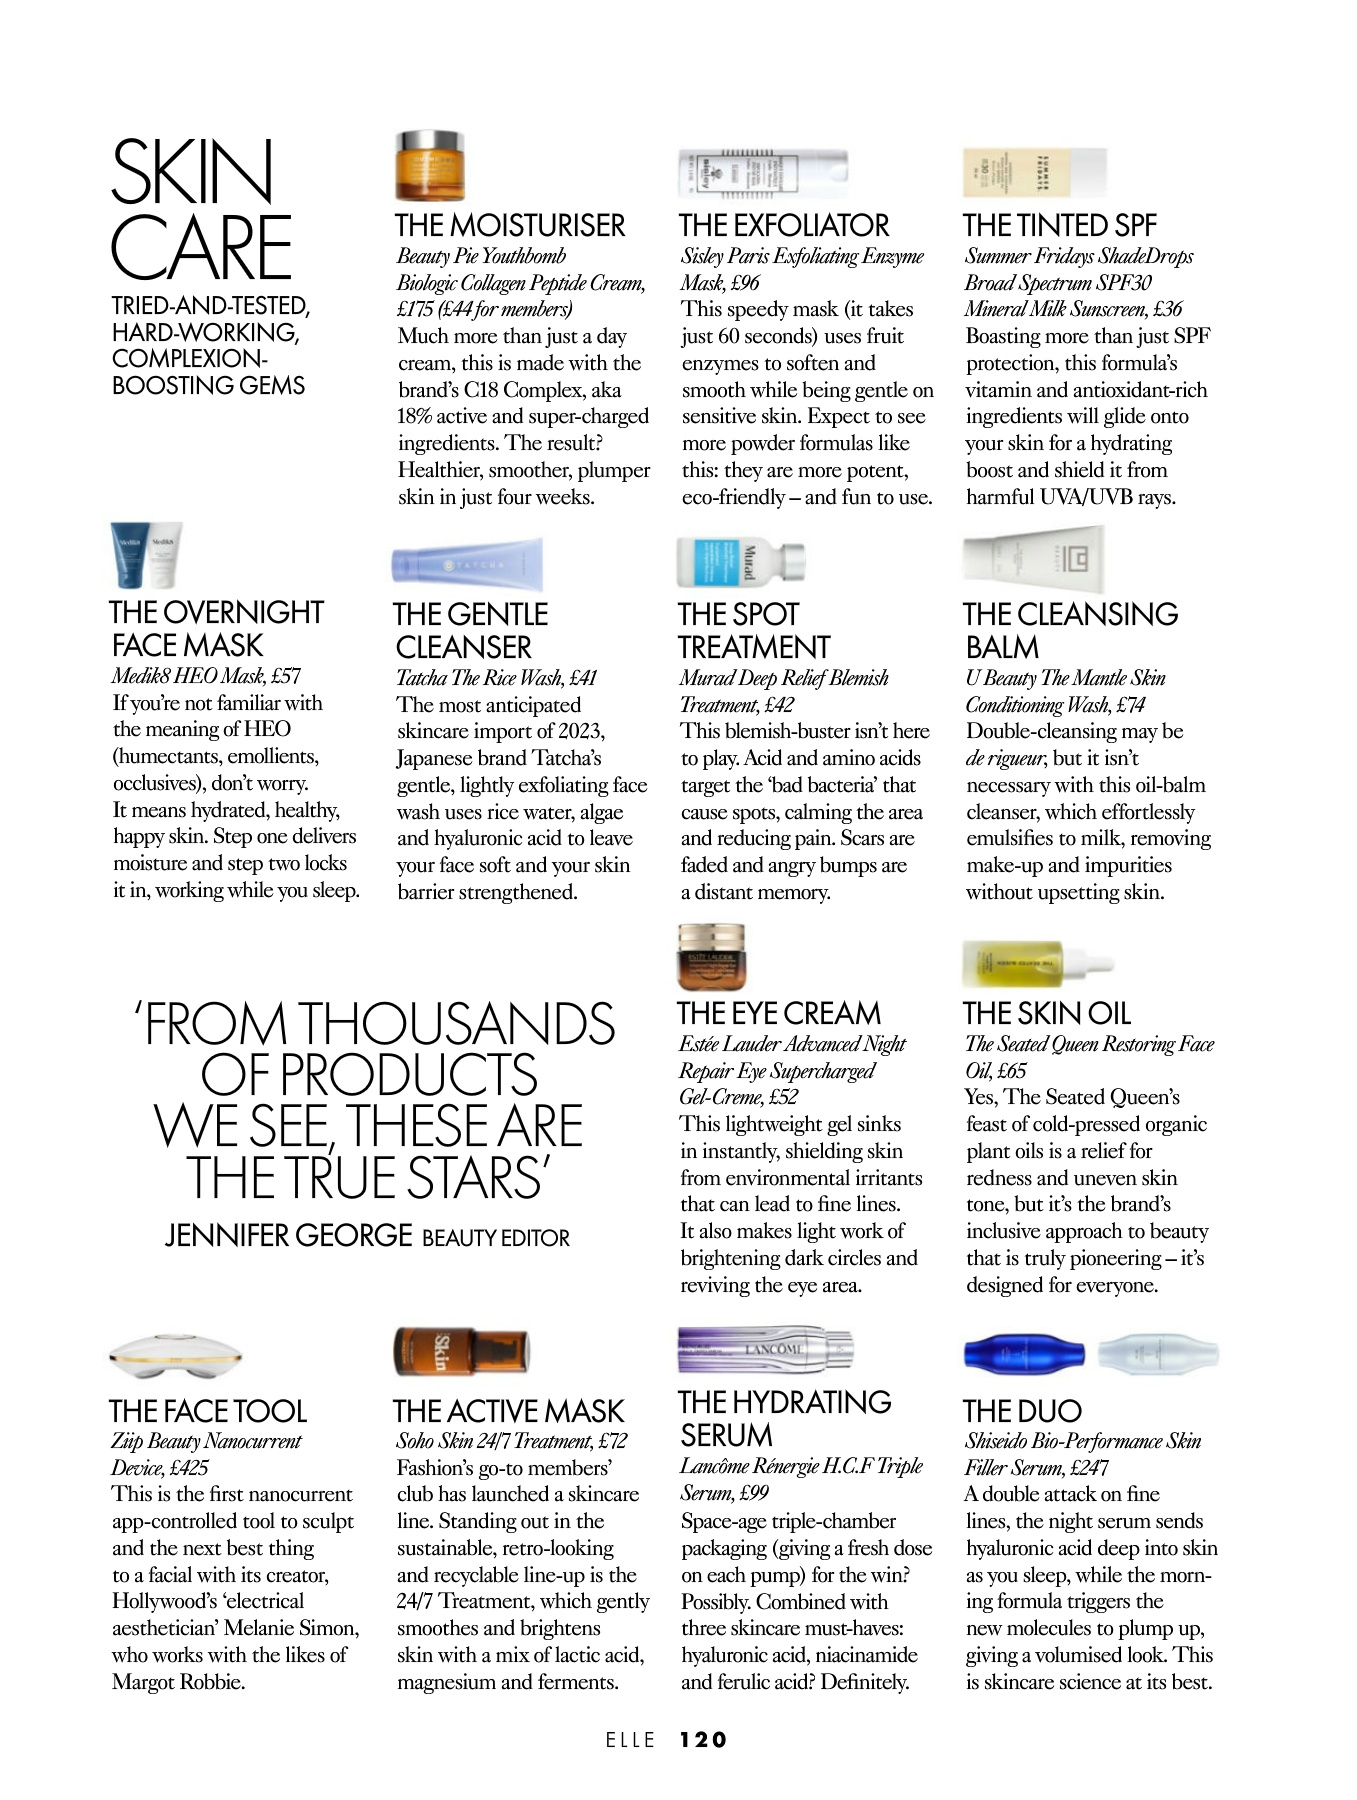 SKIN
CARE
TRIED-AND-TESTED,
HARD-WORKING,
COMPLEXION-
BOOSTING GEMS
THE MOISTURISER
Beauty Pie Youthbomb
Biologic Collagen Peptide Cream,
£175 (£44 for members)
Much more than just a day
cream, this is made with the
brand’s C18 Complex, aka
18% active and super-charged
ingredients. The result?
Healthier, smoother, plumper
skin in just four weeks.
sisley
THE EXFOLIATOR
Sisley Paris Exfoliating Enzyme
Mask, £96
This speedy mask (it takes
just 60 seconds) uses fruit
enzymes to soften and
smooth while being gentle on
sensitive skin. Expect to see
more powder formulas like
this: they are more potent,
eco-friendly – and fun to use.
SUMMER
FRIDAYS
30
THE TINTED SPF
Summer Fridays ShadeDrops
Broad Spectrum SPF30
Mineral Milk Sunscreen, £36
Boasting more than just SPF
protection, this formula’s
vitamin and antioxidant-rich
ingredients will glide onto
your skin for a hydrating
boost and shield it from
harmful UVA/UVB rays.
Medik8
Medik8
THE OVERNIGHT
FACE MASK
Medik8 HEO Mask, £57
If you’re not familiar with
the meaning of HEO
(humectants, emollients,
occlusives), don’t worry.
It means hydrated, healthy,
happy skin. Step one delivers
moisture and step two locks
it in, working while you sleep.
TATCHA
THE GENTLE
CLEANSER
Tatcha The Rice Wash, £41
The most anticipated
skincare import of 2023,
Japanese brand Tatcha’s
gentle, lightly exfoliating face
wash uses rice water, algae
and hyaluronic acid to leave
your face soft and your skin
barrier strengthened.
Murad
THE SPOT
TREATMENT
Murad Deep Relief Blemish
Treatment, £42
This blemish-buster isn’t here
to play. Acid and amino acids
target the ‘bad bacteria’ that
cause spots, calming the area
and reducing pain. Scars are
faded and angry bumps are
a distant memory.
BEAUTY
THE CLEANSING
BALM
U Beauty The Mantle Skin
Conditioning Wash, £74
Double-cleansing may be
de rigueur, but it isn’t
necessary with this oil-balm
cleanser, which effortlessly
emulsifies to milk, removing
make-up and impurities
without upsetting skin.
‘FROM THOUSANDS
OF PRODUCTS
WE SEE, THESE ARE
THE TRUE STARS’
JENNIFER GEORGE BEAUTY EDITOR
ESTĒE LAUDER
THE EYE CREAM
Estée Lauder Advanced Night
Repair Eye Supercharged
Gel-Creme, £52
This lightweight gel sinks
in instantly, shielding skin
from environmental irritants
that can lead to fine lines.
It also makes light work of
brightening dark circles and
reviving the eye area.
THE SEATED QUEEN
THE SKIN OIL
The Seated Queen Restoring Face
Oil, £65
Yes, The Seated Queen’s
feast of cold-pressed organic
plant oils is a relief for
redness and uneven skin
tone, but it’s the brand’s
inclusive approach to beauty
that is truly pioneering – it’s
designed for everyone.
THE FACE TOOL
Ziip Beauty Nanocurrent
Device, £425
This is the first nanocurrent
app-controlled tool to sculpt
and the next best thing
to a facial with its creator,
Hollywood’s ‘electrical
aesthetician’ Melanie Simon,
who works with the likes of
Margot Robbie.
Skin
THE ACTIVE MASK
Soho Skin 24/7 Treatment, £72
Fashion’s go-to members’
club has launched a skincare
line. Standing out in the
sustainable, retro-looking
and recyclable line-up is the
24/7 Treatment, which gently
smoothes and brightens
skin with a mix of lactic acid,
magnesium and ferments.
LANCÔME
THE HYDRATING
SERUM
Lancôme Rénergie H.C.F Triple
Serum, £99
Space-age triple-chamber
packaging (giving a fresh dose
on each pump) for the win?
Possibly. Combined with
three skincare must-haves:
hyaluronic acid, niacinamide
and ferulic acid? Definitely.
THE DUO
Shiseido Bio-Performance Skin
Filler Serum, £247
A double attack on fine
lines, the night serum sends
hyaluronic acid deep into skin
as you sleep, while the morn-
ing formula triggers the
new molecules to plump up,
giving a volumised look. This
is skincare science at its best.
ELLE 120